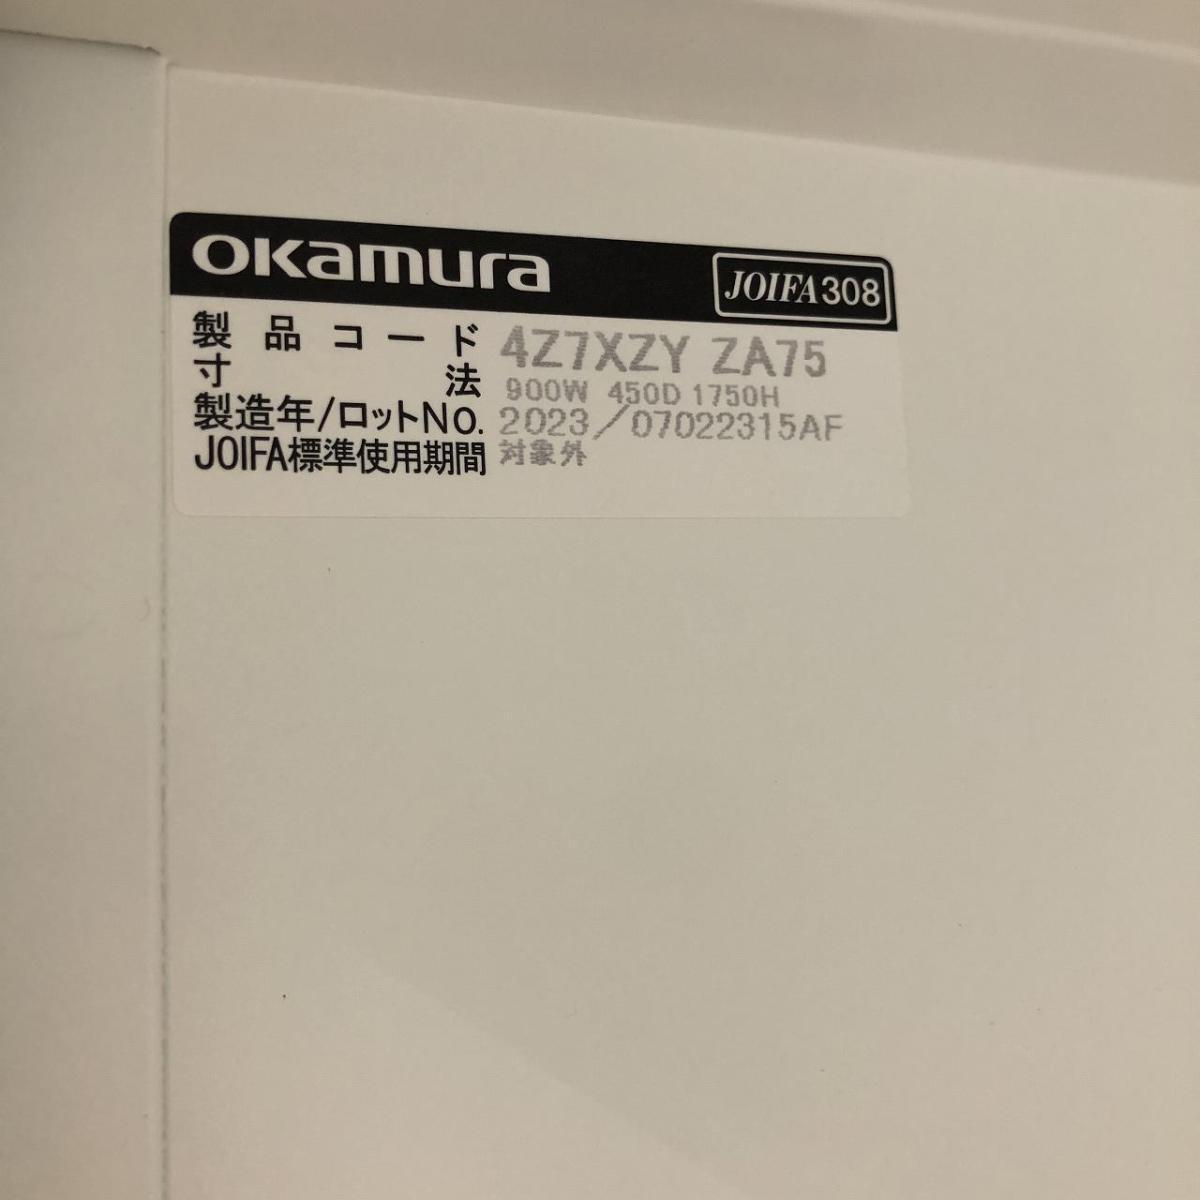 OKamura JOIFA308
製品コード 4Z7XZY ZA75
寸法 900W 450D 1750H
製造年/ロットNo. 2023/07022315AF
JOIFA標準使用期間 対象外